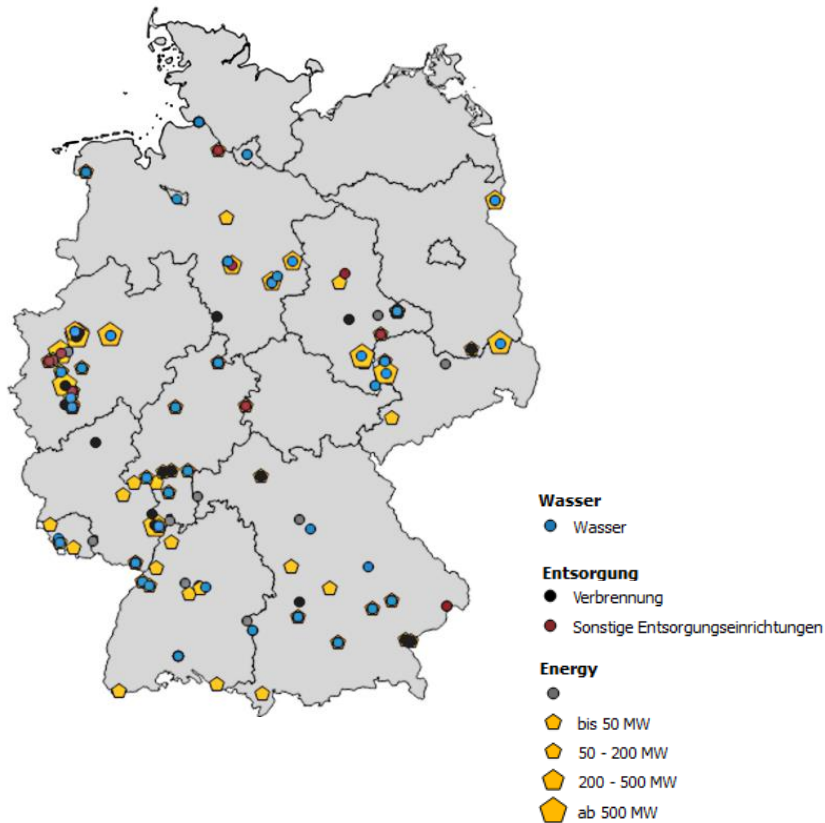 Wasser
Wasser
Entsorgung
Verbrennung
Sonstige Entsorgungseinrichtungen
Energy
bis 50 MW
50 - 200 MW
200 - 500 MW
ab 500 MW